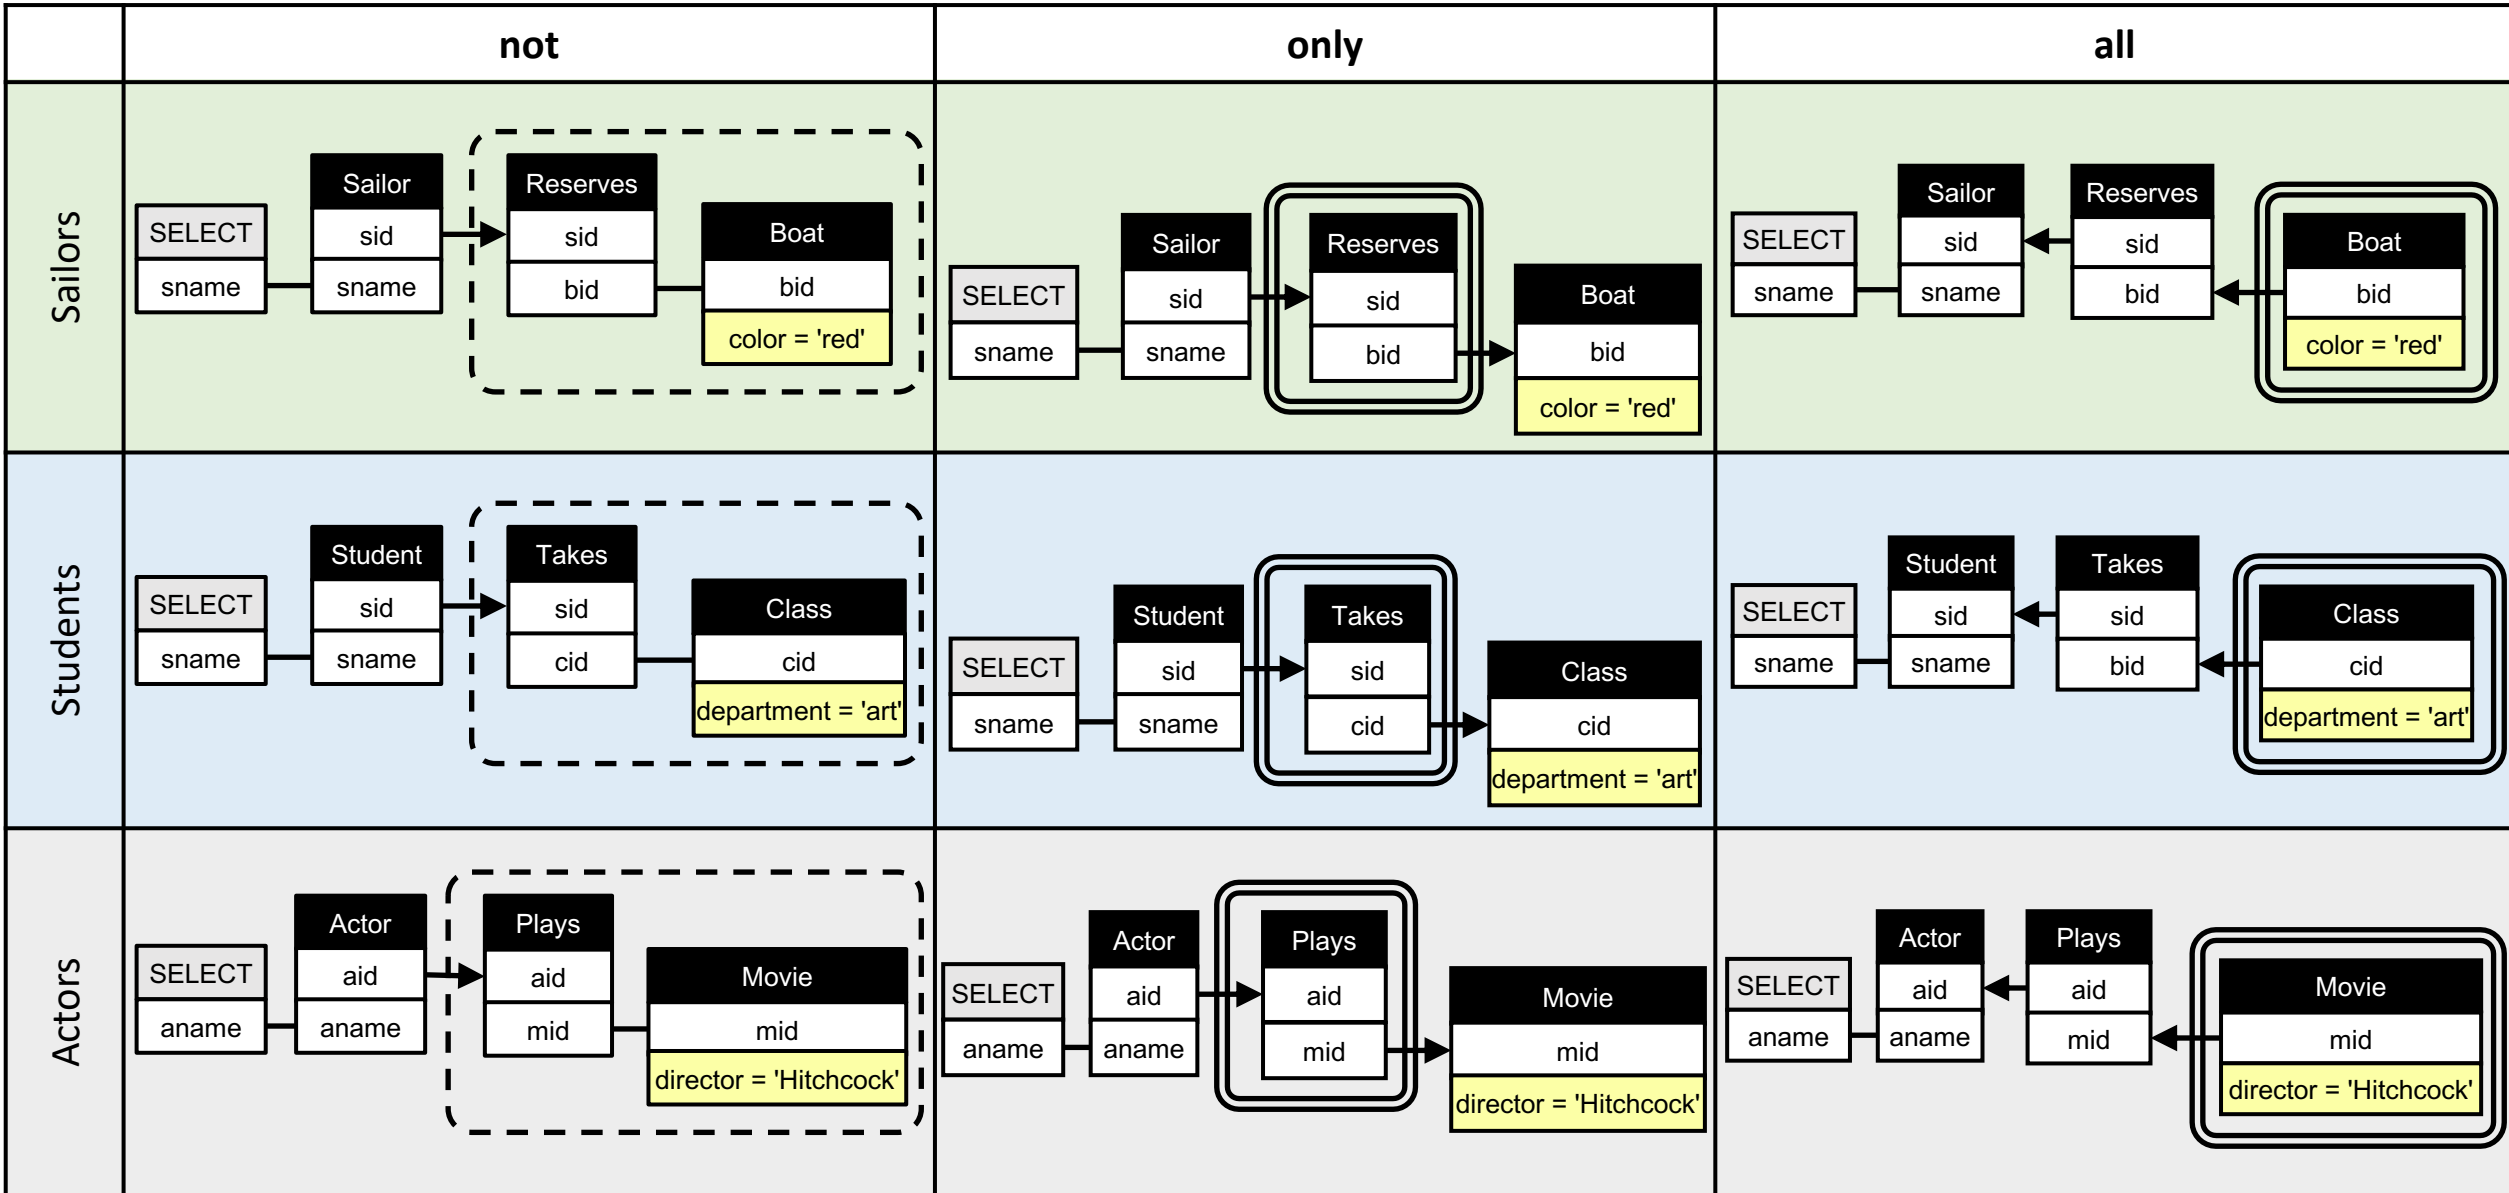 not
only
all
Sailors
SELECT
sname
Sailor
sid
sname
Reserves
sid
bid
Boat
bid
color = 'red'
SELECT
sname
Sailor
sid
sname
Reserves
sid
bid
Boat
bid
color = 'red'
SELECT
sname
Sailor
sid
sname
Reserves
sid
bid
Boat
bid
color = 'red'
Students
SELECT
sname
Student
sid
sname
Takes
sid
cid
Class
cid
department = 'art'
SELECT
sname
Student
sid
sname
Takes
sid
cid
Class
cid
department = 'art'
SELECT
sname
Student
sid
sname
Takes
sid
bid
Class
cid
department = 'art'
Actors
SELECT
aname
Actor
aid
aname
Plays
aid
mid
Movie
mid
director = 'Hitchcock'
SELECT
aname
Actor
aid
aname
Plays
aid
mid
Movie
mid
director = 'Hitchcock'
SELECT
aname
Actor
aid
aname
Plays
aid
mid
Movie
mid
director = 'Hitchcock'